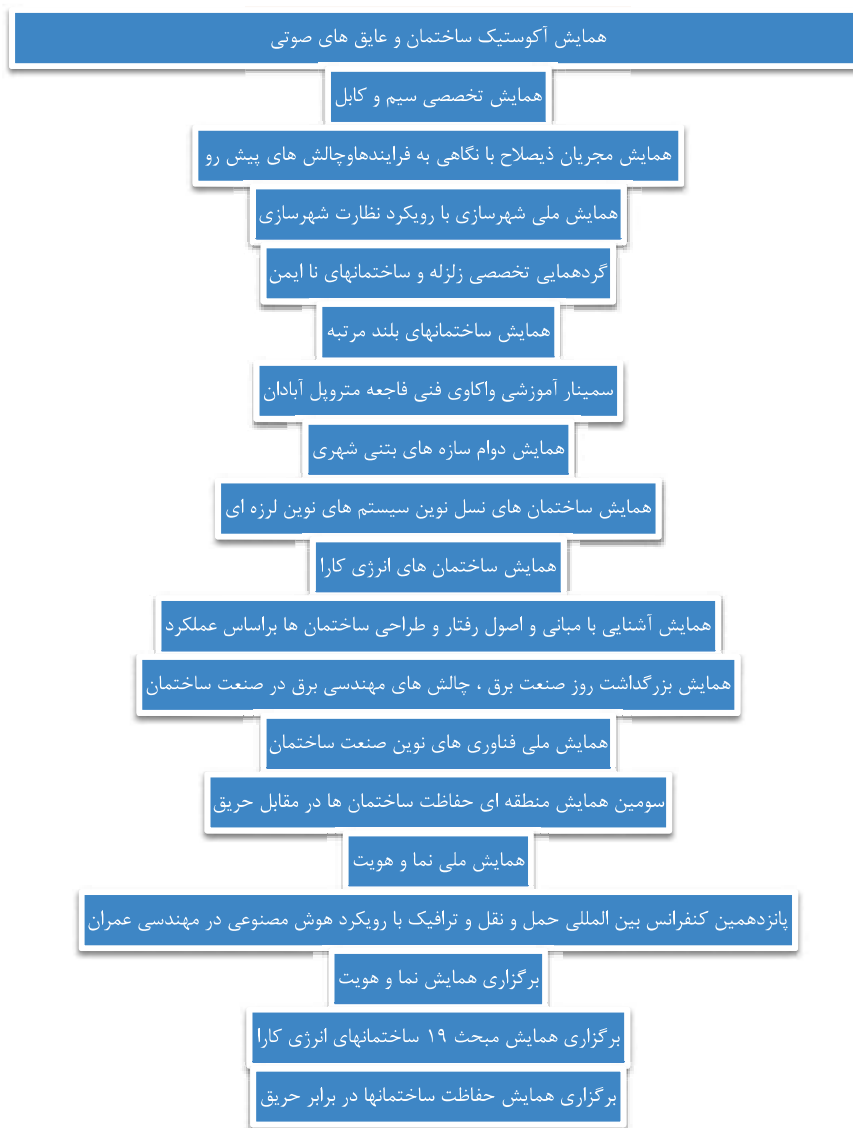 همایش آکوستیک ساختمان و عایق های صوتی
همایش تخصصی سیم و کابل
همایش مجریان ذیصلاح با نگاهی به فرایندهاوچالش های پیش رو
همایش ملی شهرسازی با رویکرد نظارت شهرسازی
گردهمایی تخصصی زلزله و ساختمانهای نا ایمن
همایش ساختمانهای بلند مرتبه
سمینار آموزشی واکاوی فنی فاجعه متروپل آبادان
همایش دوام سازه های بتنی شهری
همایش ساختمان های نسل نوین سیستم های نوین لرزه ای
همایش ساختمان های انرژی کارا
همایش آشنایی با مبانی و اصول رفتار و طراحی ساختمان ها براساس عملکرد
همایش بزرگداشت روز صنعت برق ، چالش های مهندسی برق در صنعت ساختمان
همایش ملی فناوری های نوین صنعت ساختمان
سومین همایش منطقه ای حفاظت ساختمان ها در مقابل حریق
همایش ملی نما و هویت
پانزدهمین کنفرانس بین المللی حمل و نقل و ترافیک با رویکرد هوش مصنوعی در مهندسی عمران
برگزاری همایش نما و هویت
برگزاری همایش مبحث ۱۹ ساختمانهای انرژی کارا
برگزاری همایش حفاظت ساختمانها در برابر حریق